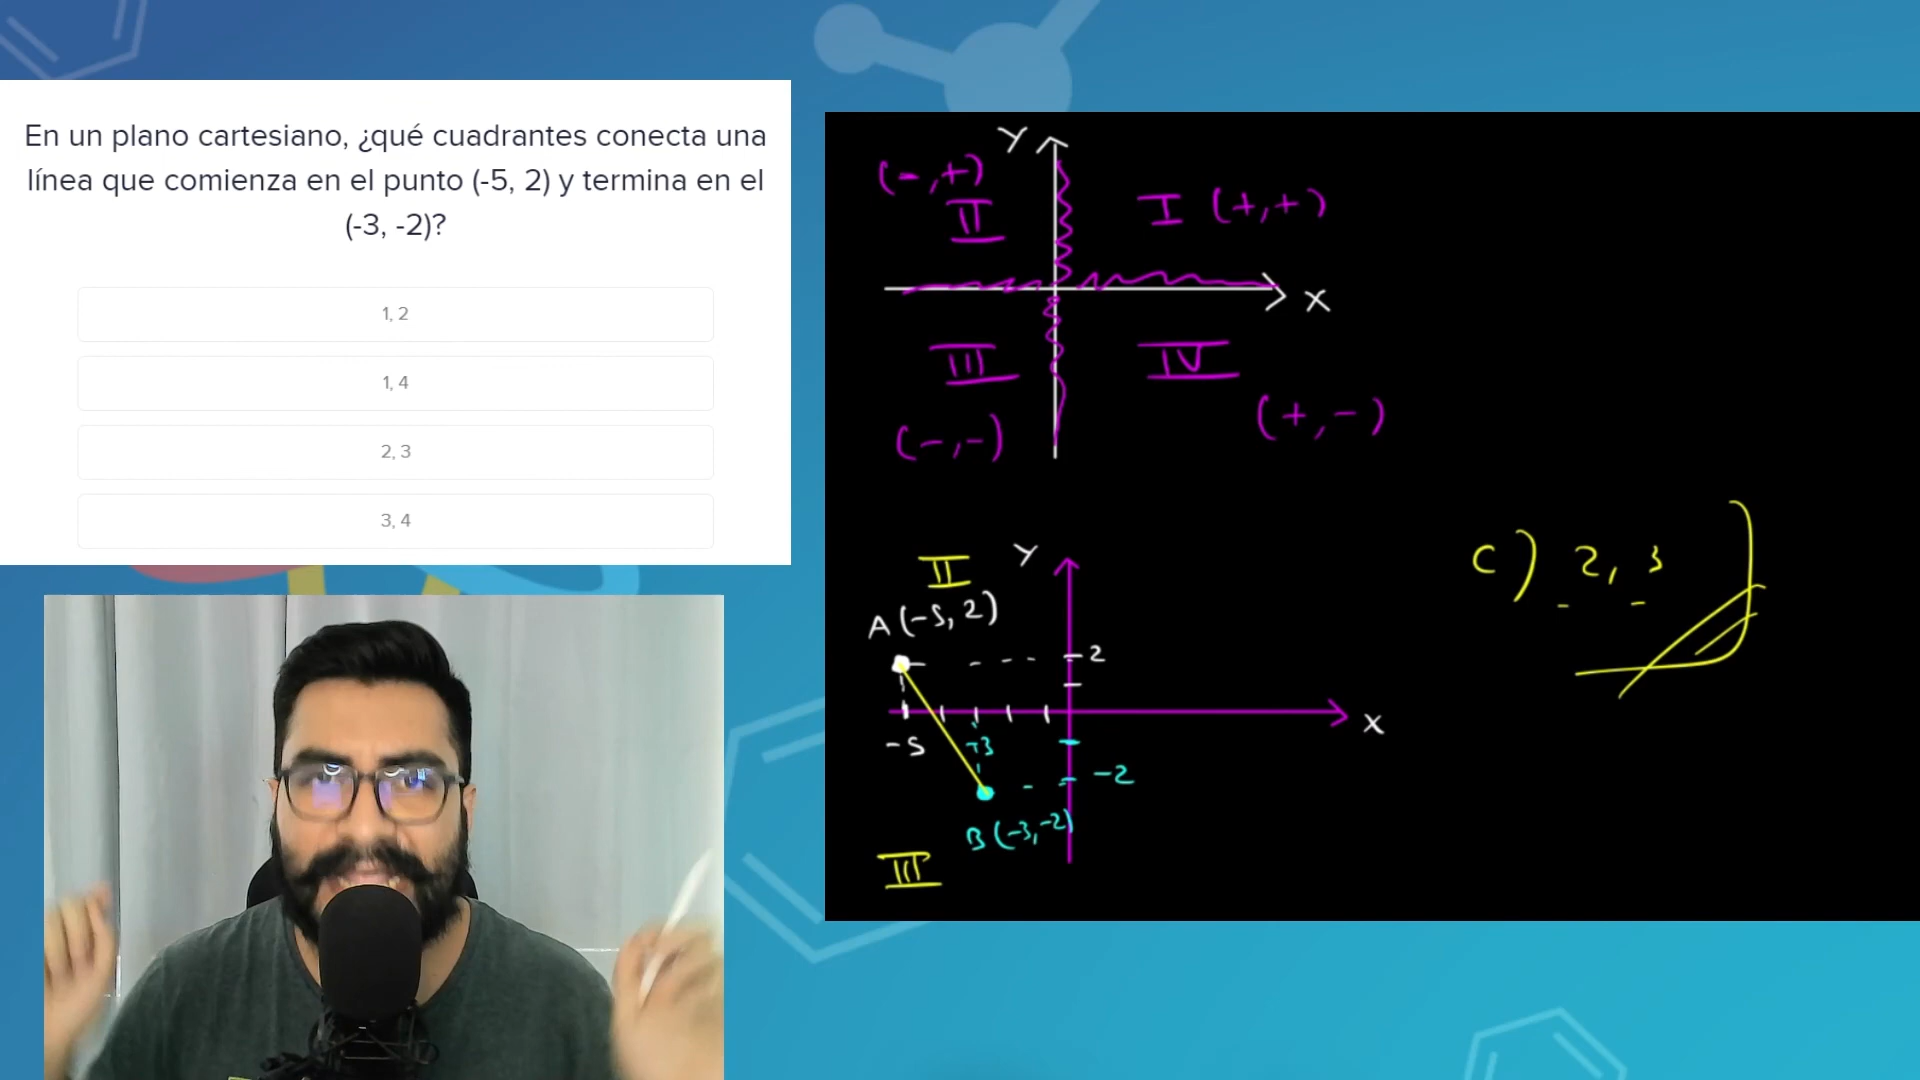 En un plano cartesiano, ¿qué cuadrantes conecta una
línea que comienza en el punto (-5, 2) y termina en el
(-3, -2)?
1, 2
1, 4
2, 3
3, 4
Y
(-,+)
II
I (+,+)
X
III
IV
(-,-)
(+,-)
II
Y
A (-5, 2)
2
X
-5
-3
-2
B (-3,-2)
III
C) 2, 3